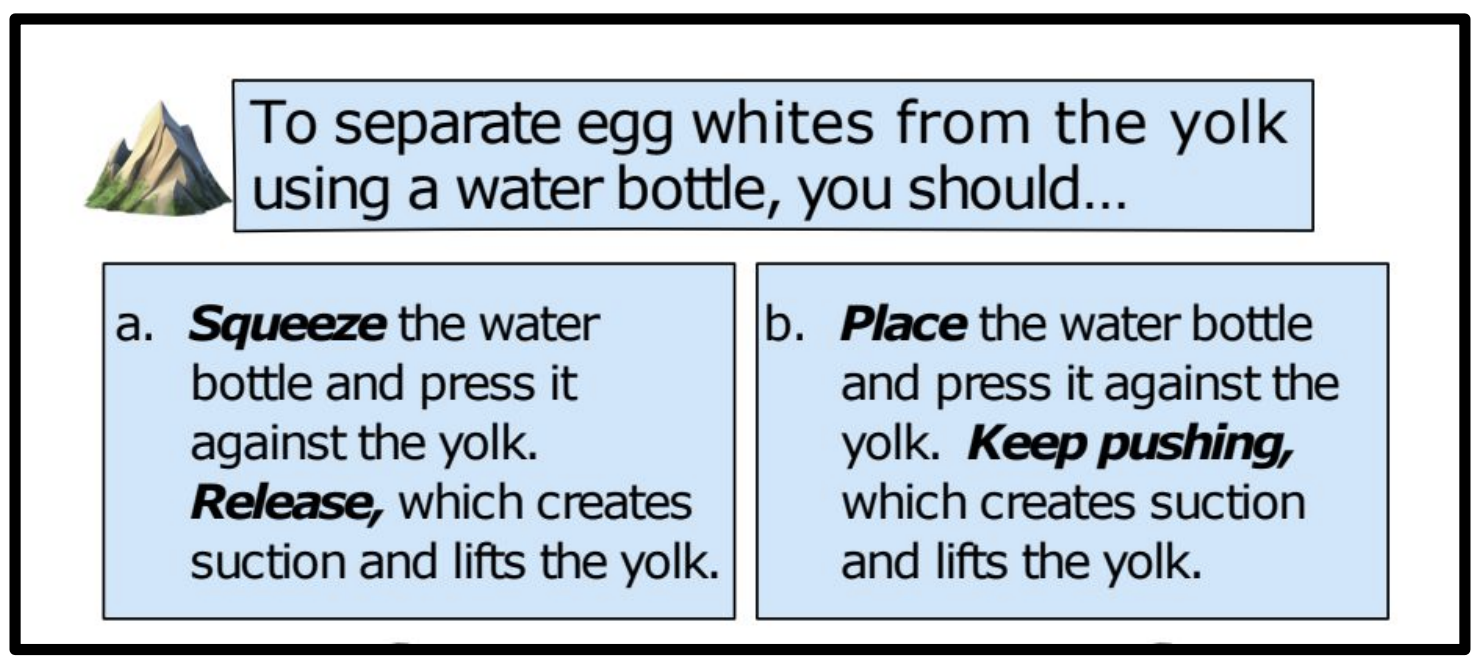 To separate egg whites from the yolk
using a water bottle, you should...
a. Squeeze the water
bottle and press it
against the yolk.
Release, which creates
suction and lifts the yolk.
b. Place the water bottle
and press it against the
yolk. Keep pushing,
which creates suction
and lifts the yolk.